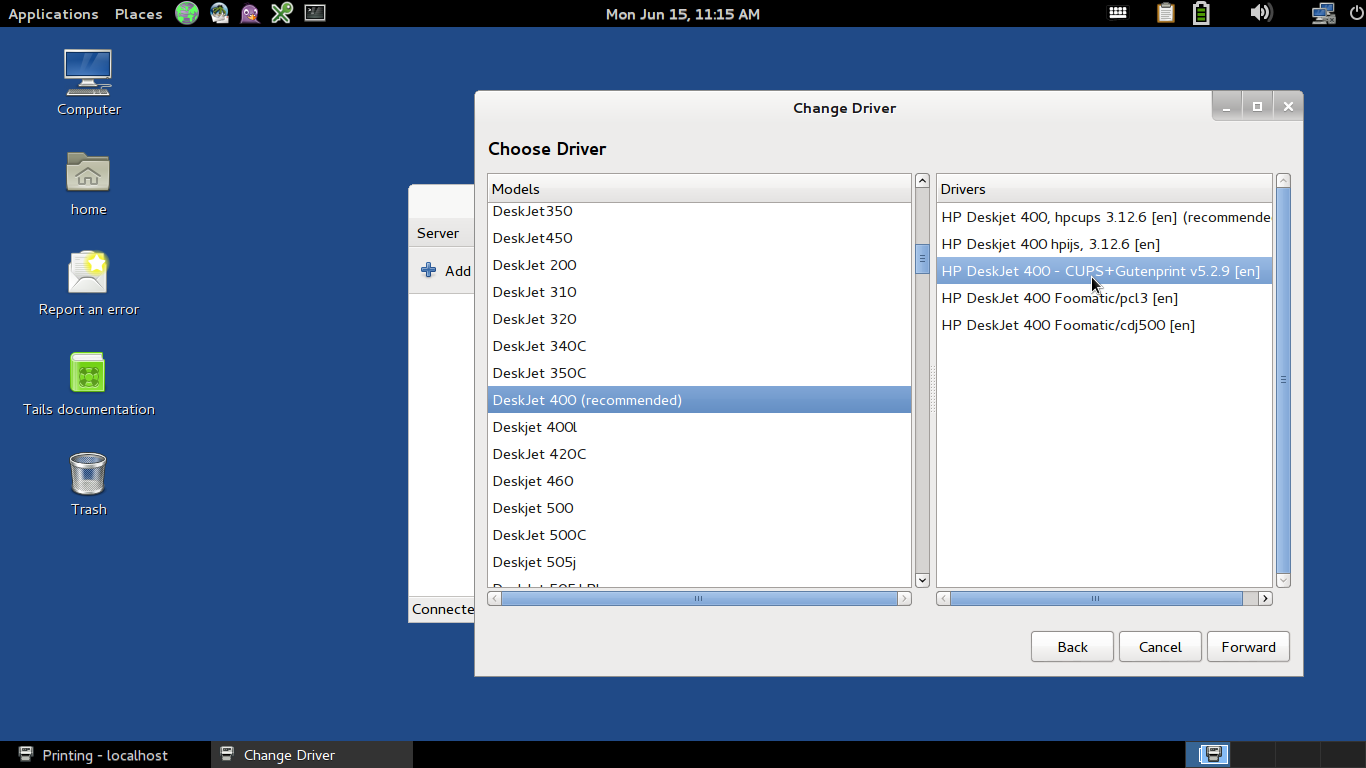 Applications Places Mon Jun 15, 11:15 AM
Computer
home
Report an error
Tails documentation
Trash
Server
Add
Connecte
Change Driver
Choose Driver
Models
DeskJet350
DeskJet450
DeskJet 200
DeskJet 310
DeskJet 320
DeskJet 340C
DeskJet 350C
DeskJet 400 (recommended)
Deskjet 400l
DeskJet 420C
Deskjet 460
Deskjet 500
DeskJet 500C
Deskjet 505j
Drivers
HP Deskjet 400, hpcups 3.12.6 [en] (recommende
HP Deskjet 400 hpijs, 3.12.6 [en]
HP DeskJet 400 - CUPS+Gutenprint v5.2.9 [en]
HP DeskJet 400 Foomatic/pcl3 [en]
HP DeskJet 400 Foomatic/cdj500 [en]
Back Cancel Forward
Printing - localhost Change Driver